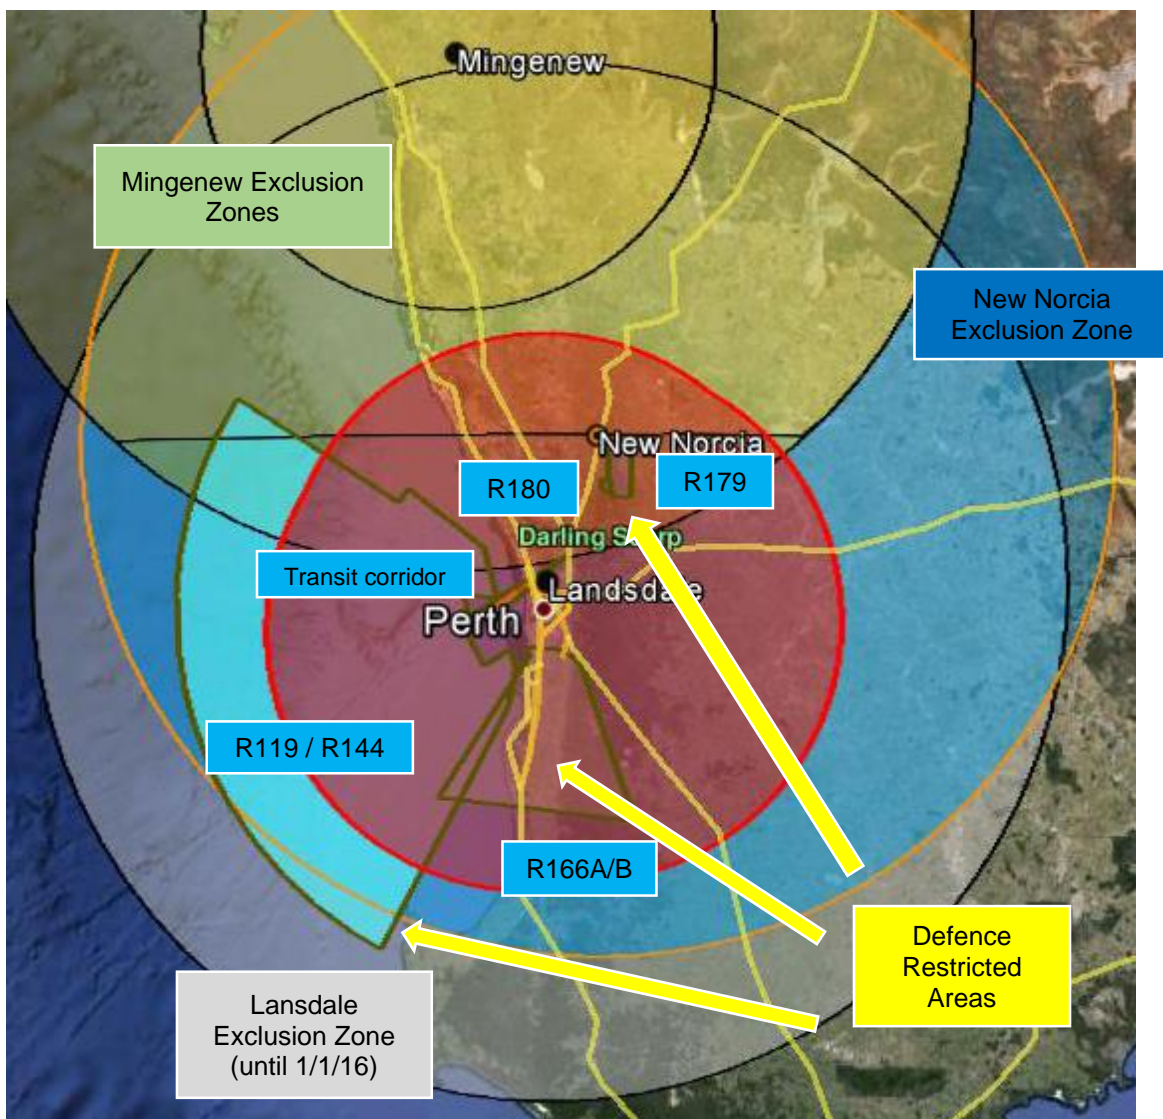 Mingenew
Mingenew Exclusion
Zones
New Norcia
Exclusion Zone
New Norcia
R180
R179
Darling Scarp
Transit corridor
Landsdale
Perth
R119 / R144
R166A/B
Defence
Restricted
Areas
Lansdale
Exclusion Zone
(until 1/1/16)